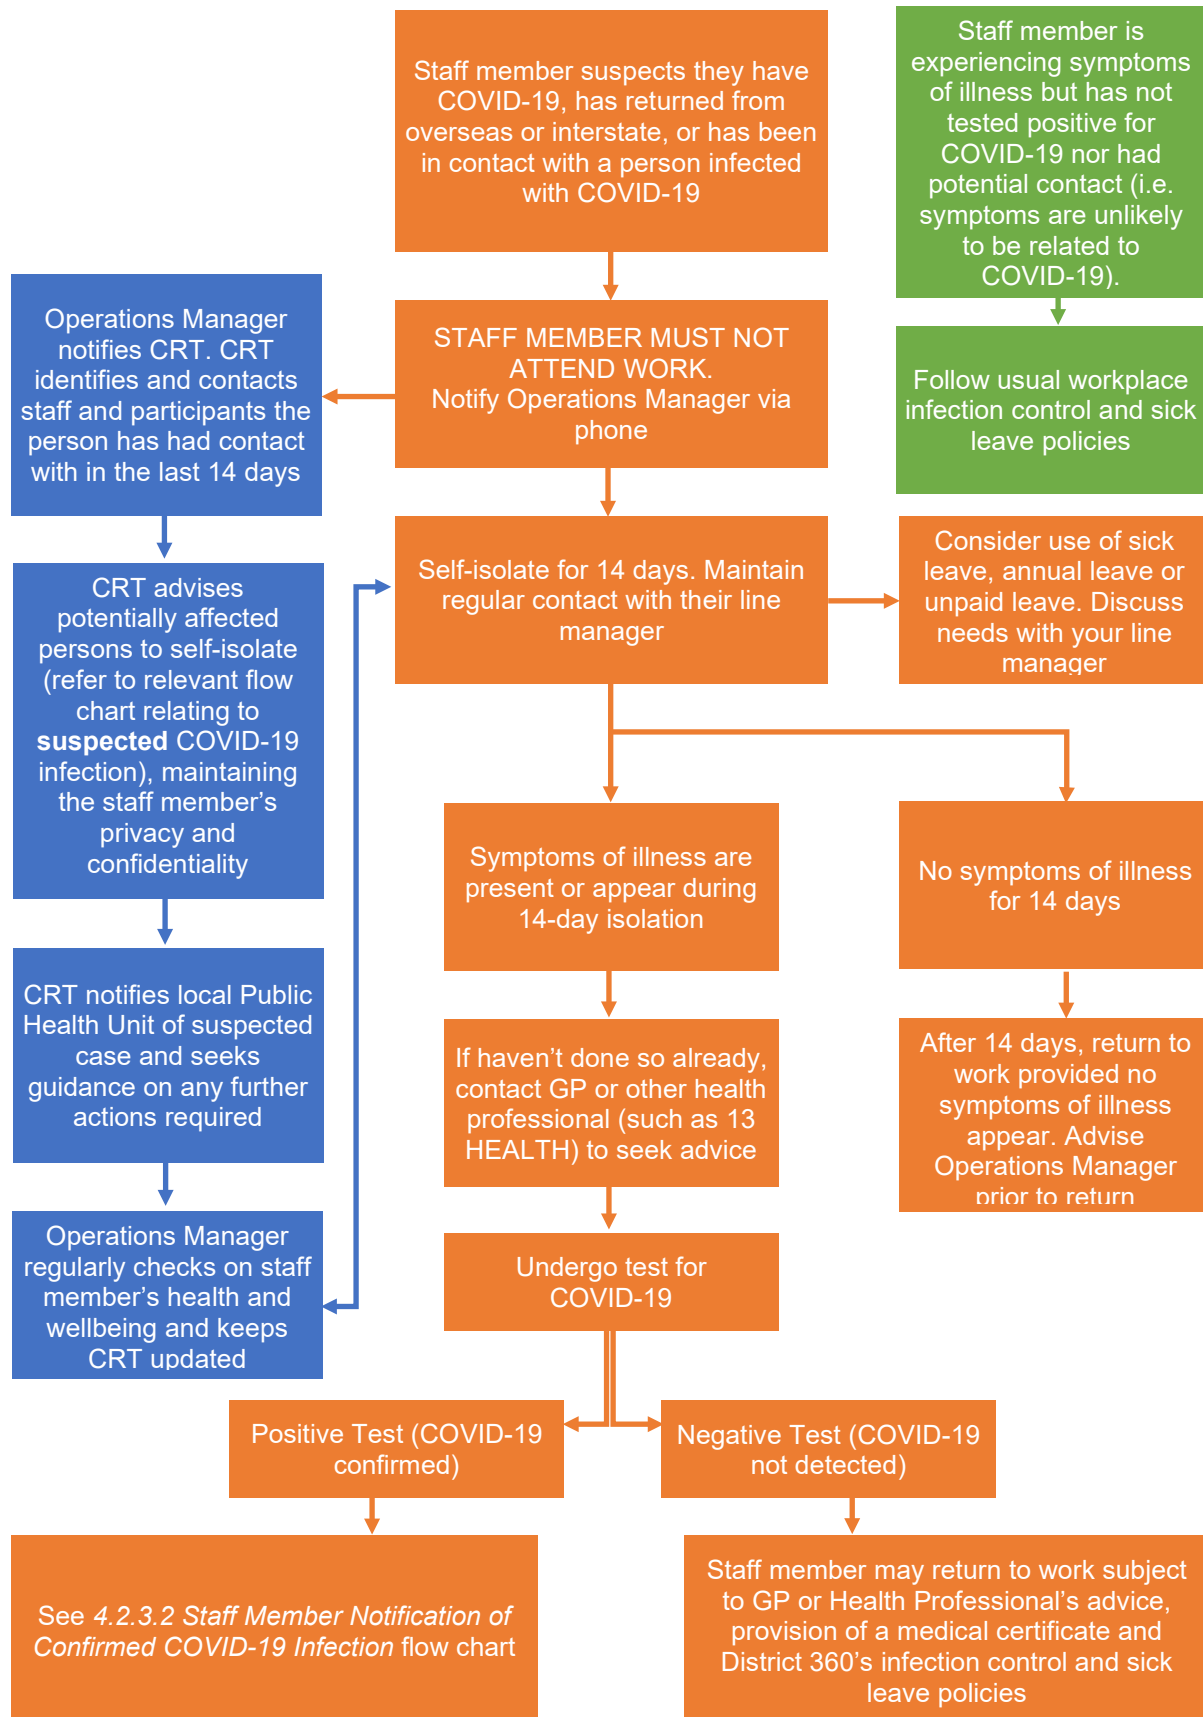 Staff member suspects they have
COVID-19, has returned from
overseas or interstate, or has been
in contact with a person infected
with COVID-19
Staff member is
experiencing symptoms
of illness but has not
tested positive for
COVID-19 nor had
potential contact (i.e.
symptoms are unlikely
to be related to
COVID-19).
Operations Manager
notifies CRT. CRT
identifies and contacts
staff and participants the
person has had contact
with in the last 14 days
STAFF MEMBER MUST NOT
ATTEND WORK.
Notify Operations Manager via
phone
Follow usual workplace
infection control and sick
leave policies
CRT advises
potentially affected
persons to self-isolate
(refer to relevant flow
chart relating to
suspected COVID-19
infection), maintaining
the staff member's
privacy and
confidentiality
Self-isolate for 14 days. Maintain
regular contact with their line
manager
Consider use of sick
leave, annual leave or
unpaid leave. Discuss
needs with your line
manager
Symptoms of illness are
present or appear during
14-day isolation
No symptoms of illness
for 14 days
CRT notifies local Public
Health Unit of suspected
case and seeks
guidance on any further
actions required
If haven't done so already,
contact GP or other health
professional (such as 13
HEALTH) to seek advice
After 14 days, return to
work provided no
symptoms of illness
appear. Advise
Operations Manager
prior to return
Operations Manager
regularly checks on staff
member's health and
wellbeing and keeps
CRT updated
Undergo test for
COVID-19
Positive Test (COVID-19
confirmed)
Negative Test (COVID-19
not detected)
See 4.2.3.2 Staff Member Notification of
Confirmed COVID-19 Infection flow chart
Staff member may return to work subject
to GP or Health Professional's advice,
provision of a medical certificate and
District 360's infection control and sick
leave policies